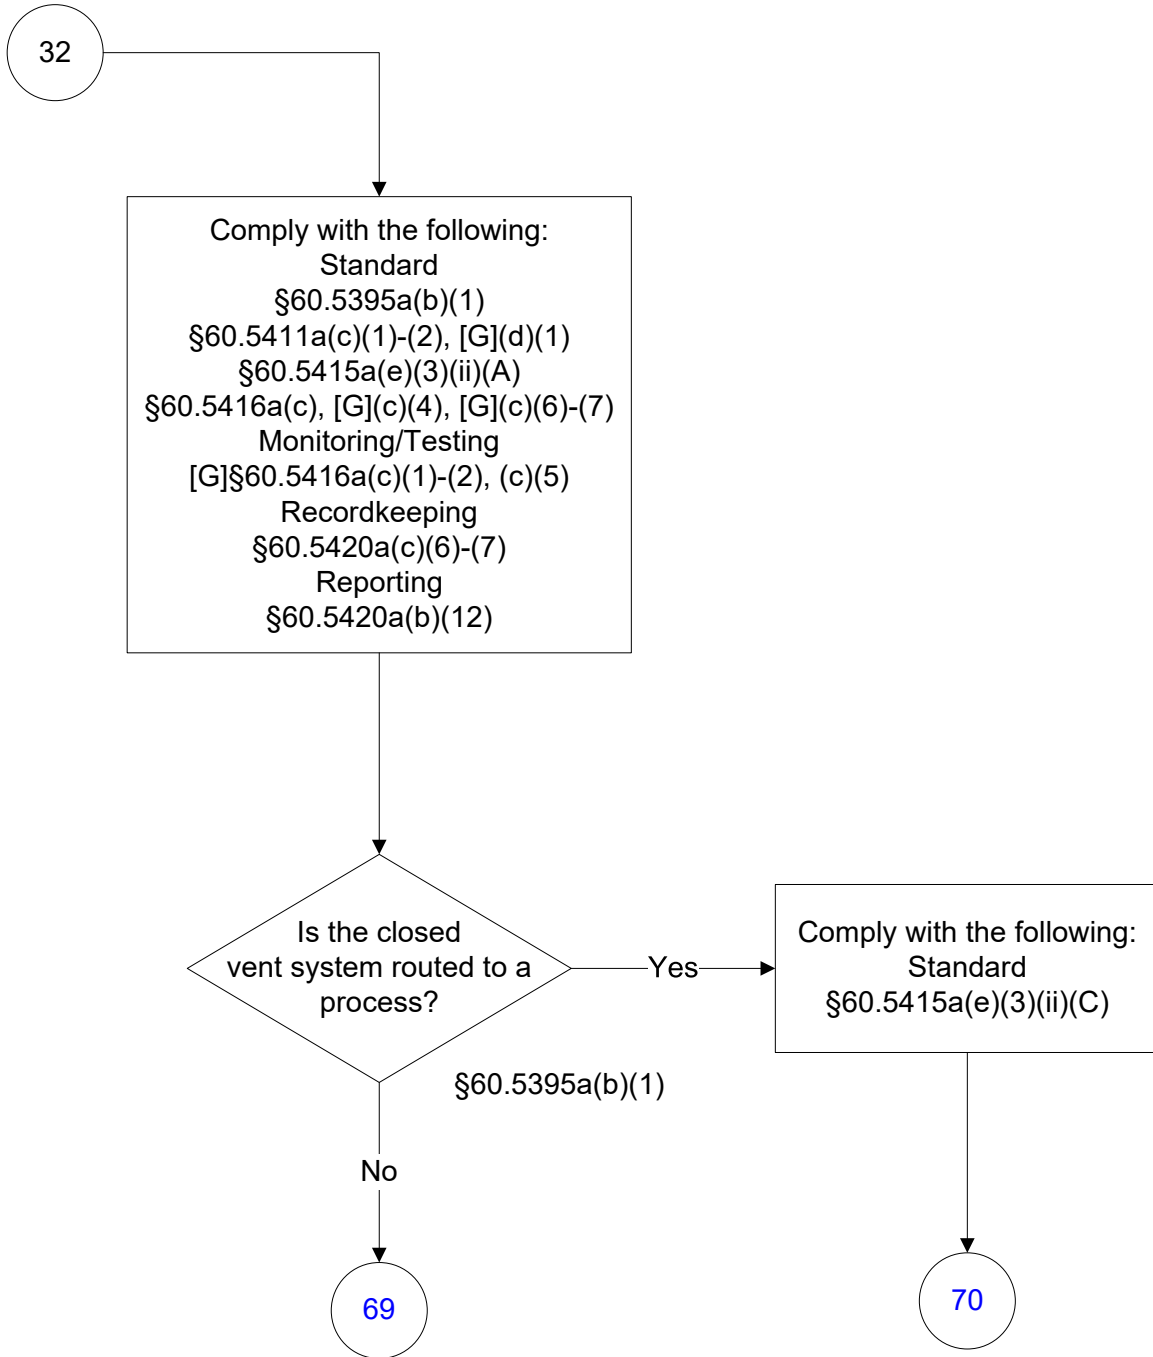 32
Comply with the following:
Standard
§60.5395a(b)(1)
§60.5411a(c)(1)-(2), [G](d)(1)
§60.5415a(e)(3)(ii)(A)
§60.5416a(c), [G](c)(4), [G](c)(6)-(7)
Monitoring/Testing
[G]§60.5416a(c)(1)-(2), (c)(5)
Recordkeeping
§60.5420a(c)(6)-(7)
Reporting
§60.5420a(b)(12)
Is the closed
vent system routed to a
process?
Yes
Comply with the following:
Standard
§60.5415a(e)(3)(ii)(C)
§60.5395a(b)(1)
No
69
70